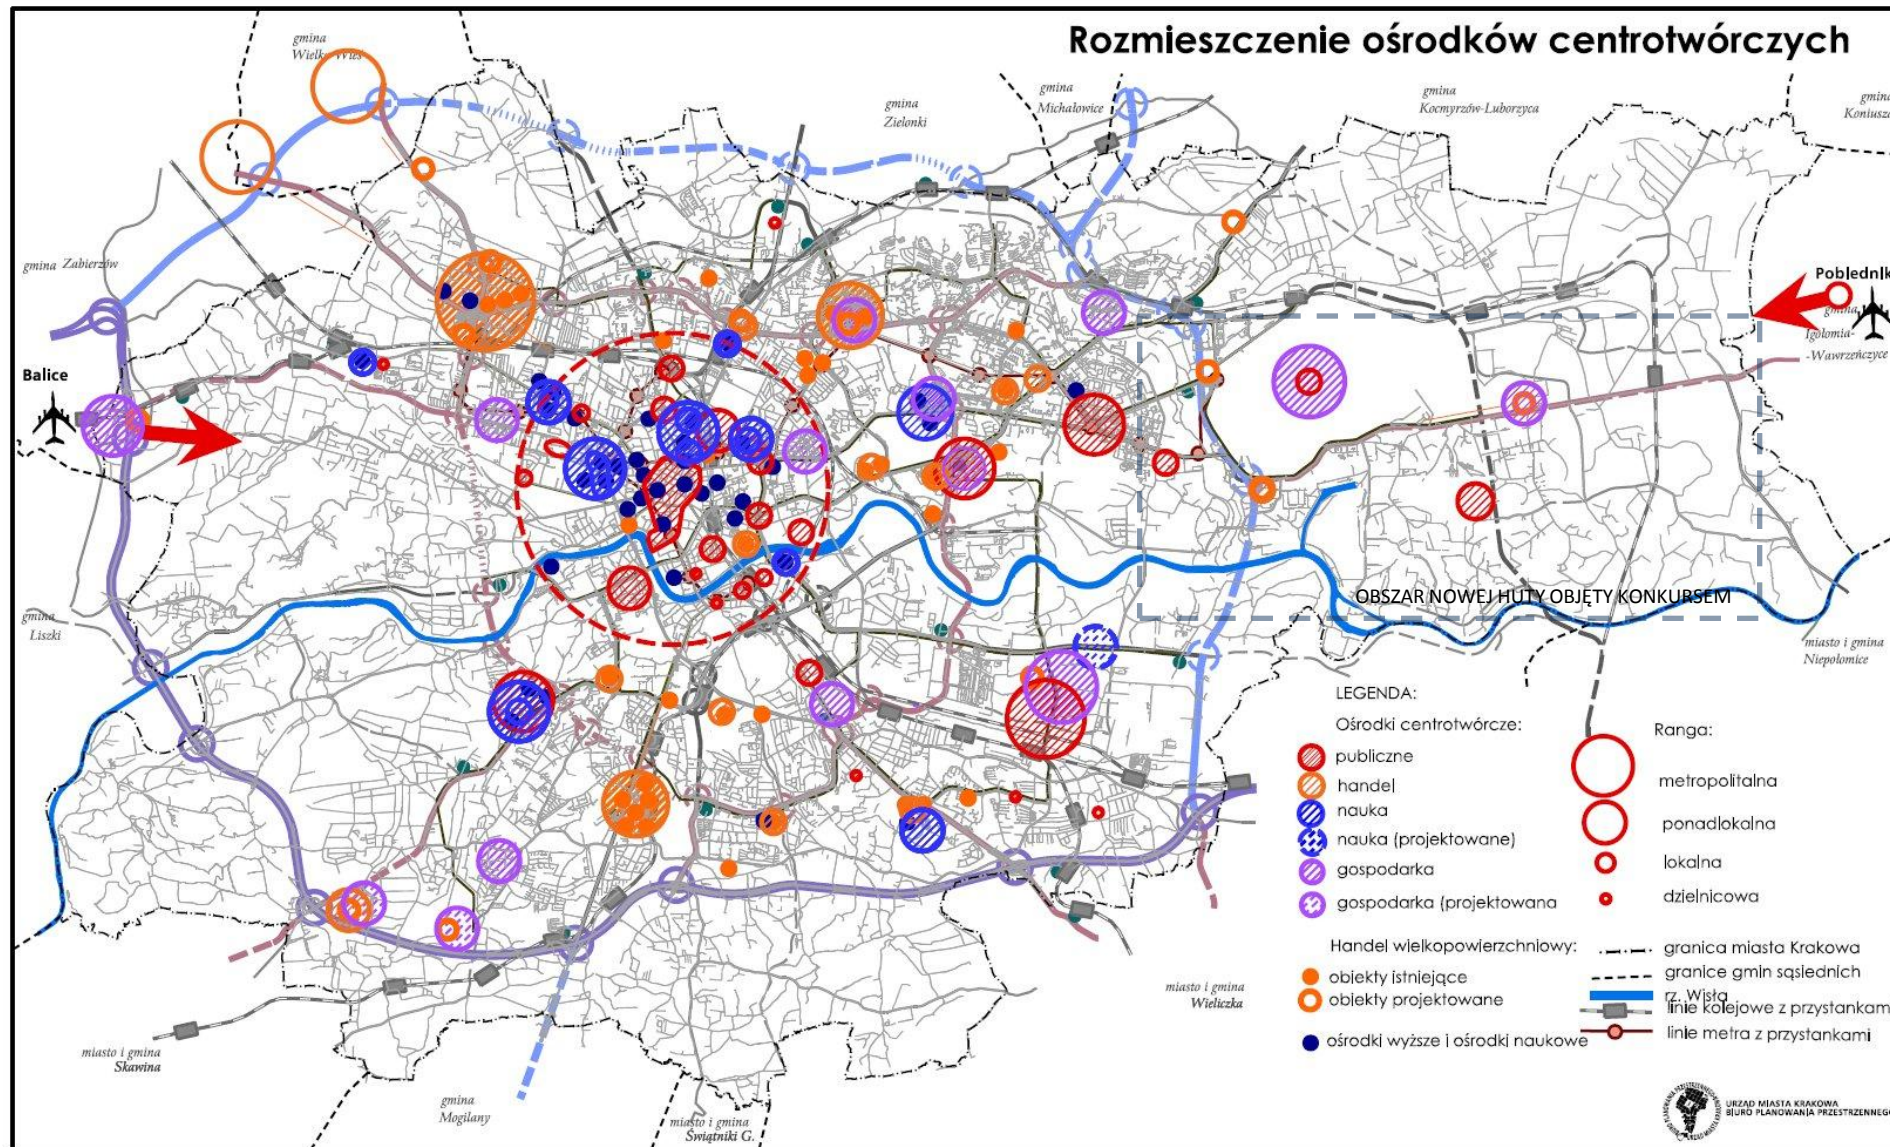 Rozmieszczenie ośrodków centrotwórczych
gmina
gmina
Michałowice
gmina
Kocmyrzów-Luborzyca
gmina
Zielonki
gmina Zabierzów
Balice
gmina
Igołomia-
-Wawrzeńczyce
OBSZAR NOWEJ HUTY OBJĘTY KONKURSEM
gmina
Liszki
miasto i gmina
Niepołomice
LEGENDA:
Ośrodki centrotwórcze:
publiczne
handel
nauka
nauka (projektowane)
gospodarka
gospodarka (projektowana
Handel wielkopowierzchniowy:
obiekty istniejące
obiekty projektowane
ośrodki wyższe i ośrodki naukowe
Ranga:
metropolitalna
ponadlokalna
lokalna
dzielnicowa
granica miasta Krakowa
granice gmin sąsiednich
rz. Wisła
linie kolejowe z przystankam
linie metra z przystankami
miasto i gmina
Wieliczka
miasto i gmina
Skawina
gmina
Mogilany
miasto i gmina
Świątniki G.
URZĄD MIASTA KRAKOWA
BIURO PLANOWANIA PRZESTRZENNEGO